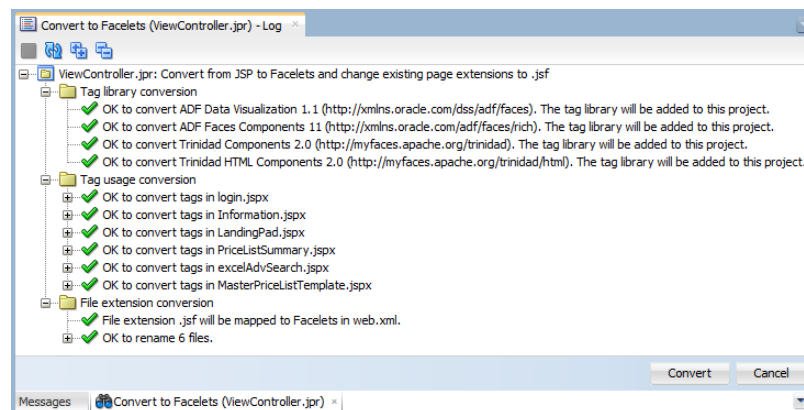 Convert to Facelets (ViewController.jpr) - Log
ViewController.jpr: Convert from JSP to Facelets and change existing page extensions to .jsf
Tag library conversion
OK to convert ADF Data Visualization 1.1 (http://xmlns.oracle.com/dss/adf/faces). The tag library will be added to this project.
OK to convert ADF Faces Components 11 (http://xmlns.oracle.com/adf/faces/rich). The tag library will be added to this project.
OK to convert Trinidad Components 2.0 (http://myfaces.apache.org/trinidad). The tag library will be added to this project.
OK to convert Trinidad HTML Components 2.0 (http://myfaces.apache.org/trinidad/html). The tag library will be added to this project.
Tag usage conversion
OK to convert tags in login.jspx
OK to convert tags in Information.jspx
OK to convert tags in LandingPad.jspx
OK to convert tags in PriceListSummary.jspx
OK to convert tags in excelAdvSearch.jspx
OK to convert tags in MasterPriceListTemplate.jspx
File extension conversion
File extension .jsf will be mapped to Facelets in web.xml.
OK to rename 6 files.
Convert Cancel
Messages Convert to Facelets (ViewController.jpr)